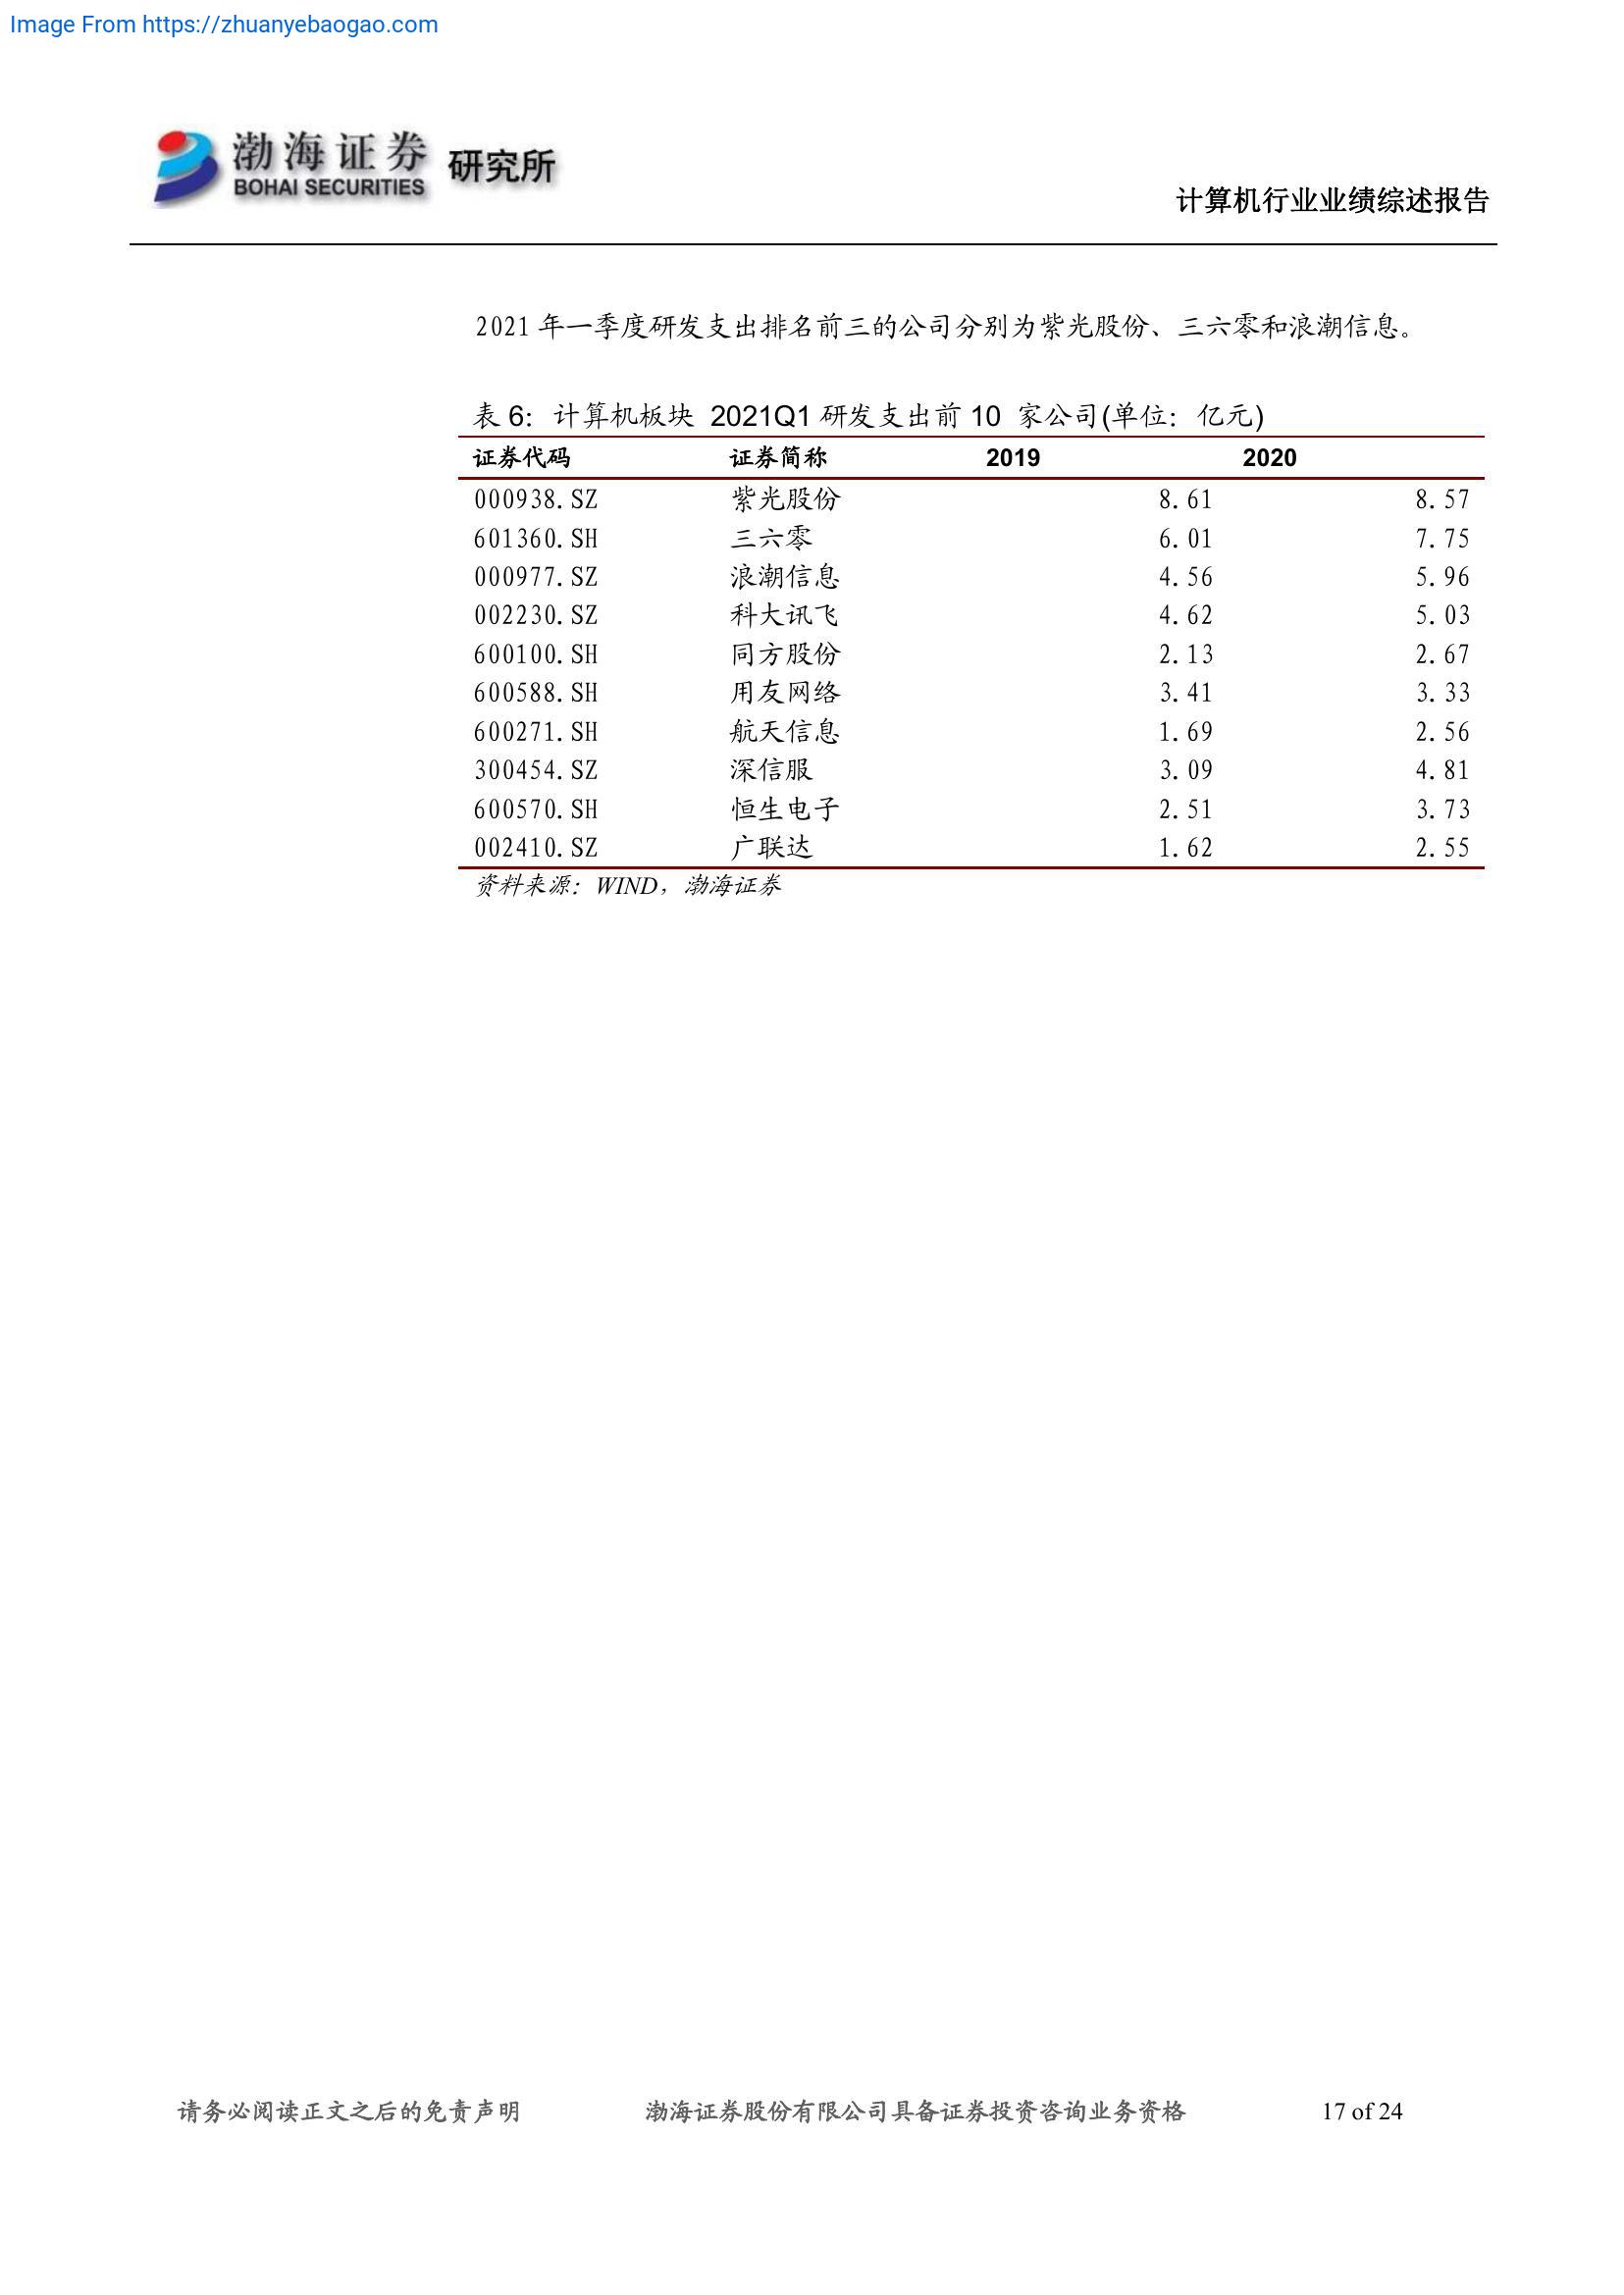 Image From https://zhuanyebaogao.com
渤海证券 研究所
BOHAI SECURITIES
计算机行业业绩综述报告
2021 年一季度研发支出排名前三的公司分别为紫光股份、三六零和浪潮信息。
表 6：计算机板块 2021Q1 研发支出前 10 家公司(单位：亿元)
证券代码 证券简称 2019 2020
000938.SZ 紫光股份 8.61 8.57
601360.SH 三六零 6.01 7.75
000977.SZ 浪潮信息 4.56 5.96
002230.SZ 科大讯飞 4.62 5.03
600100.SH 同方股份 2.13 2.67
600588.SH 用友网络 3.41 3.33
600271.SH 航天信息 1.69 2.56
300454.SZ 深信服 3.09 4.81
600570.SH 恒生电子 2.51 3.73
002410.SZ 广联达 1.62 2.55
资料来源：WIND，渤海证券
请务必阅读正文之后的免责声明 渤海证券股份有限公司具备证券投资咨询业务资格 17 of 24